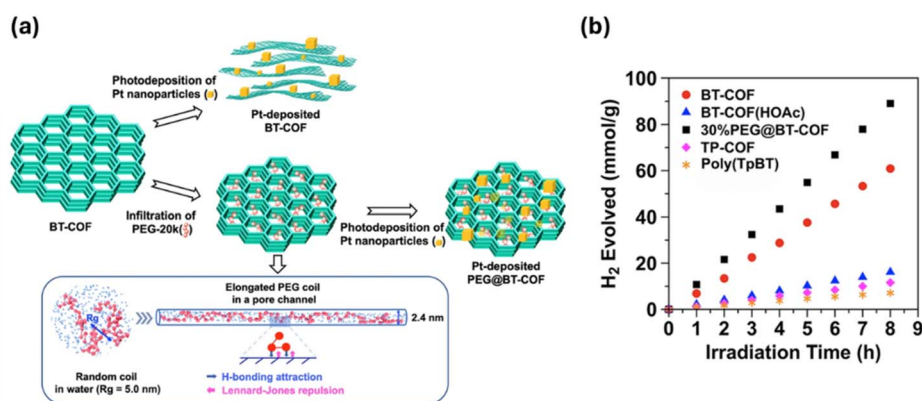 (a)
Photodeposition of
Pt nanoparticles ( )
Pt-deposited
BT-COF
BT-COF
Infiltration of
PEG-20k( )
Photodeposition of
Pt nanoparticles ( )
Pt-deposited
PEG@BT-COF
Elongated PEG coil
in a pore channel
Rg
2.4 nm
Random coil
in water (Rg = 5.0 nm)
H-bonding attraction
Lennard-Jones repulsion
(b)
H₂ Evolved (mmol/g)
100
80
60
40
20
0
BT-COF
BT-COF(HOAc)
30%PEG@BT-COF
TP-COF
Poly(TpBT)
0 1 2 3 4 5 6 7 8 9
Irradiation Time (h)